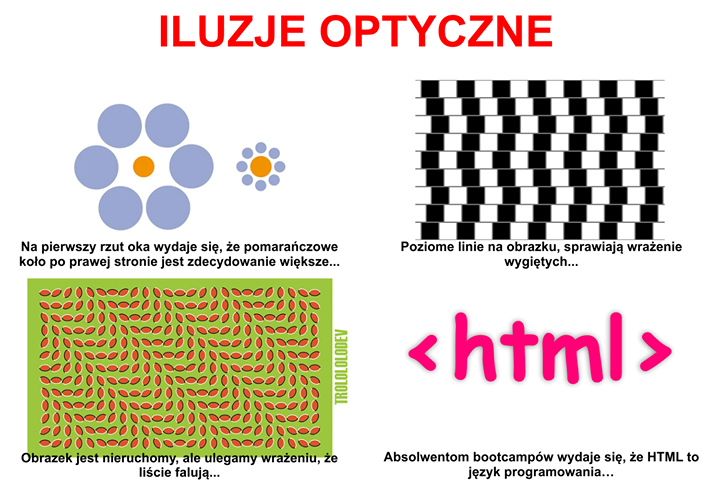 ILUZJE OPTYCZNE
Na pierwszy rzut oka wydaje się, że pomarańczowe
koło po prawej stronie jest zdecydowanie większe...
Poziome linie na obrazku, sprawiają wrażenie
wygiętych...
TROLOLOLODEV
Obrazek jest nieruchomy, ale ulegamy wrażeniu, że
liście falują...
<html>
Absolwentom bootcampów wydaje się, że HTML to
język programowania...